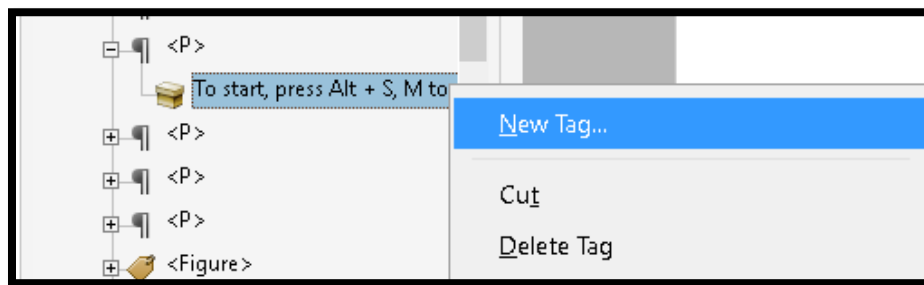 <P>
To start, press Alt + S, M to
New Tag...
<P>
<P>
Cut
<P>
Delete Tag
<Figure>